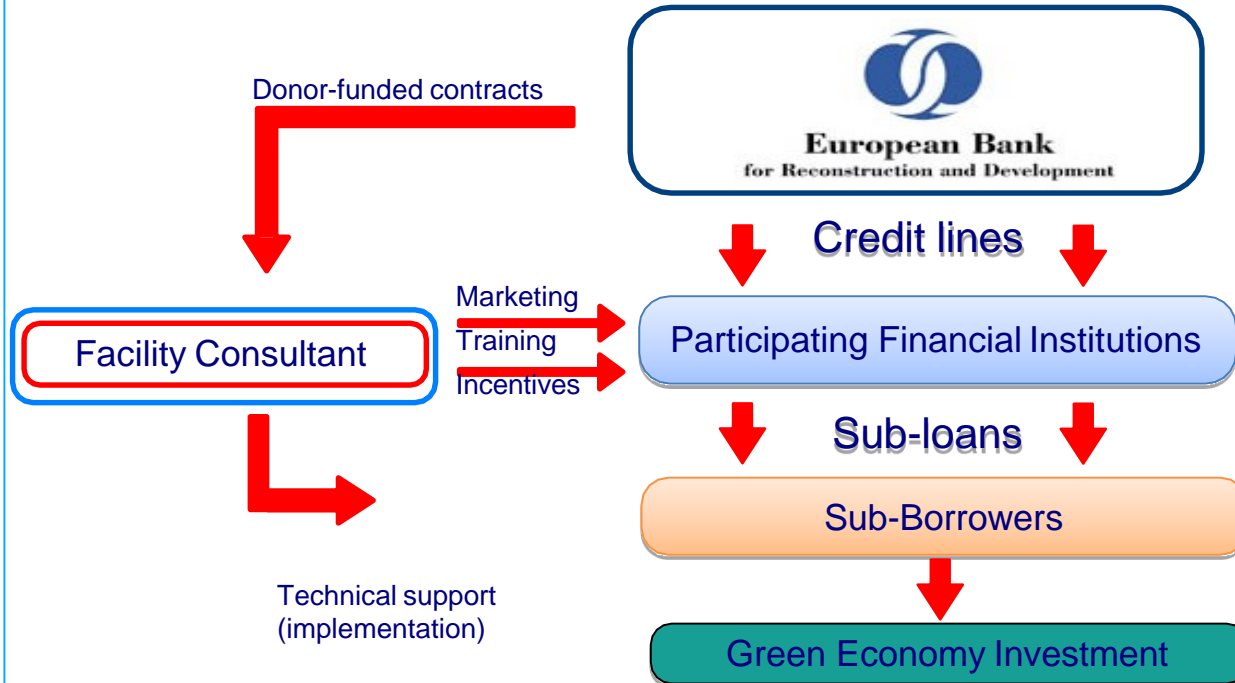 Donor-funded contracts
European Bank
for Reconstruction and Development
Credit lines
Marketing
Training
Incentives
Facility Consultant
Participating Financial Institutions
Sub-loans
Sub-Borrowers
Technical support
(implementation)
Green Economy Investment